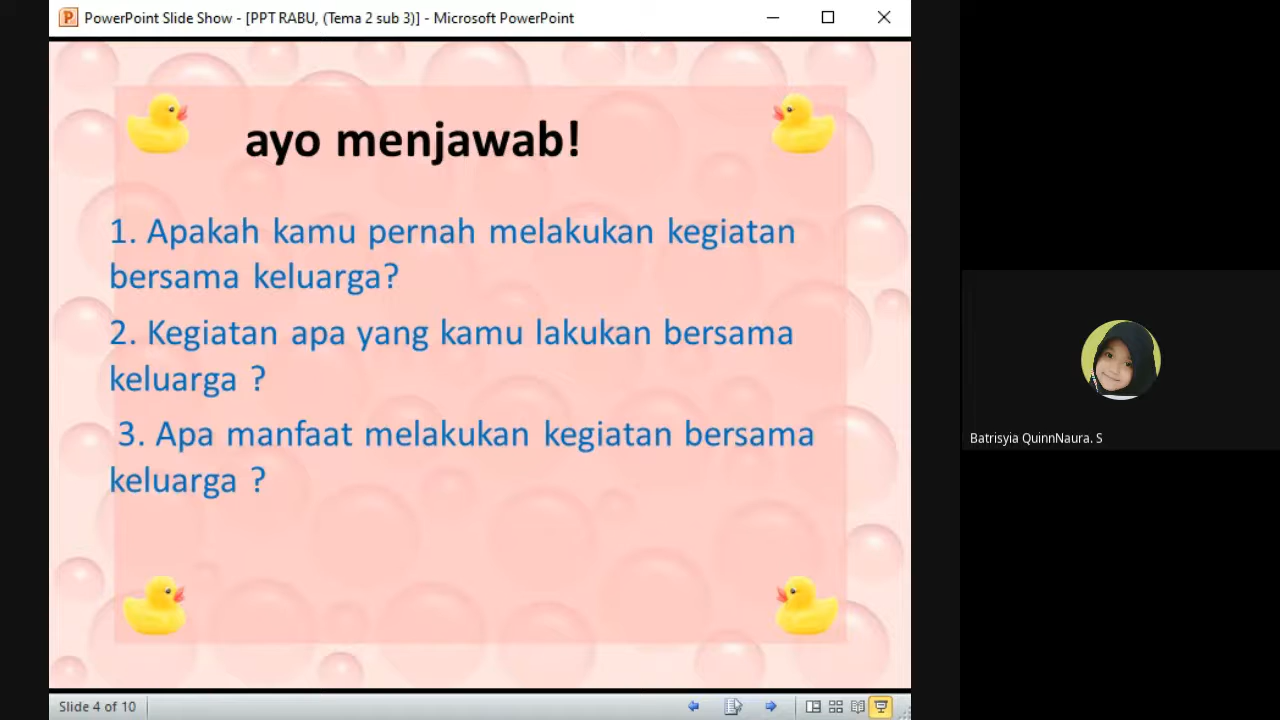 PowerPoint Slide Show - [PPT RABU, (Tema 2 sub 3)] - Microsoft PowerPoint
ayo menjawab!
1. Apakah kamu pernah melakukan kegiatan
bersama keluarga?
2. Kegiatan apa yang kamu lakukan bersama
keluarga ?
3. Apa manfaat melakukan kegiatan bersama
keluarga ?
Batrisyia QuinnNaura. S
Slide 4 of 10